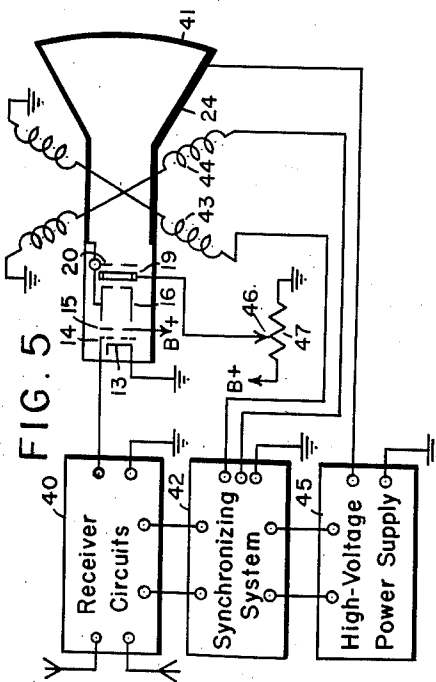 FIG. 5
40
Receiver
Circuits
42
Synchronizing
System
45
High-Voltage
Power Supply
14
15
20
13
B+
16
19
46
47
B+
43
44
24
41